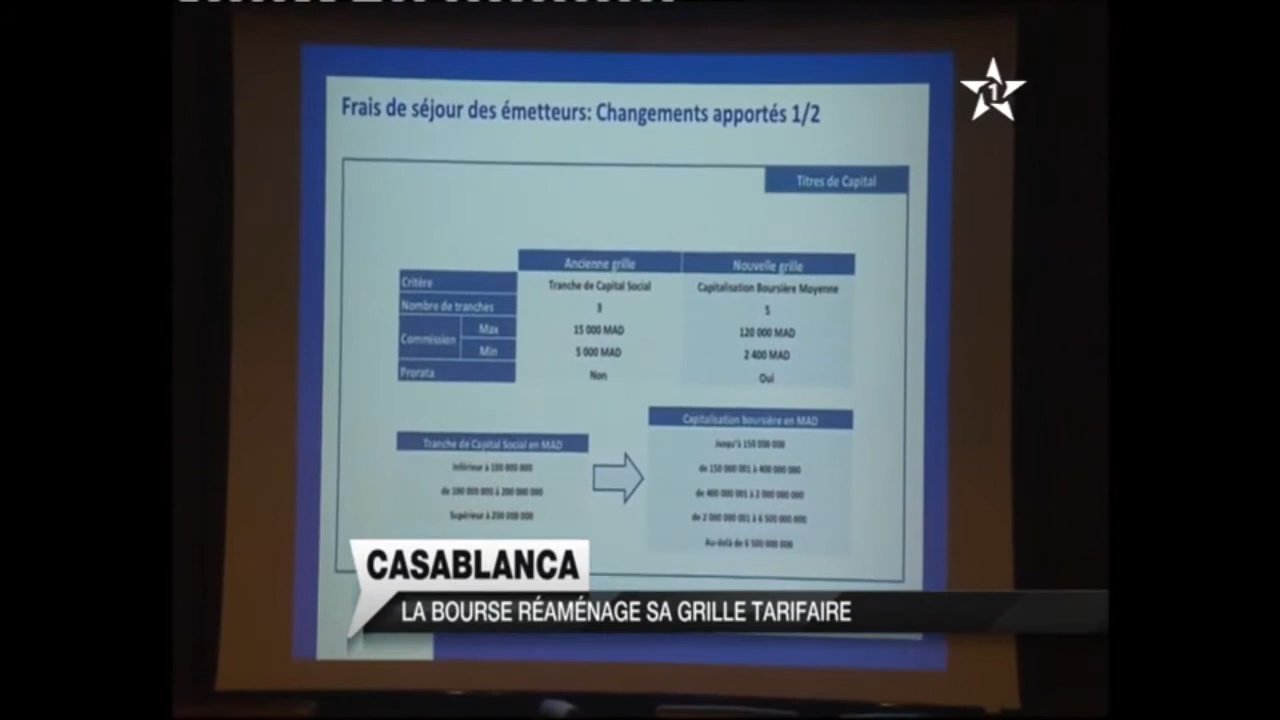 Frais de séjour des émetteurs: Changements apportés 1/2
Titres de Capital
Ancienne grille
Nouvelle grille
Critère
Tranche de Capital Social
Capitalisation Boursière Moyenne
Nombre de tranches
3
5
Commission
Max
15 000 MAD
120 000 MAD
Min
5 000 MAD
2 400 MAD
Prorata
Non
Oui
Tranche de Capital Social en MAD
Inférieur à 100 000 000
de 100 000 001 à 200 000 000
Supérieur à 200 000 000
Capitalisation boursière en MAD
Jusqu'à 150 000 000
de 150 000 001 à 400 000 000
de 400 000 001 à 2 000 000 000
de 2 000 000 001 à 6 500 000 000
Au-delà de 6 500 000 000
1
CASABLANCA
LA BOURSE RÉAMÉNAGE SA GRILLE TARIFAIRE